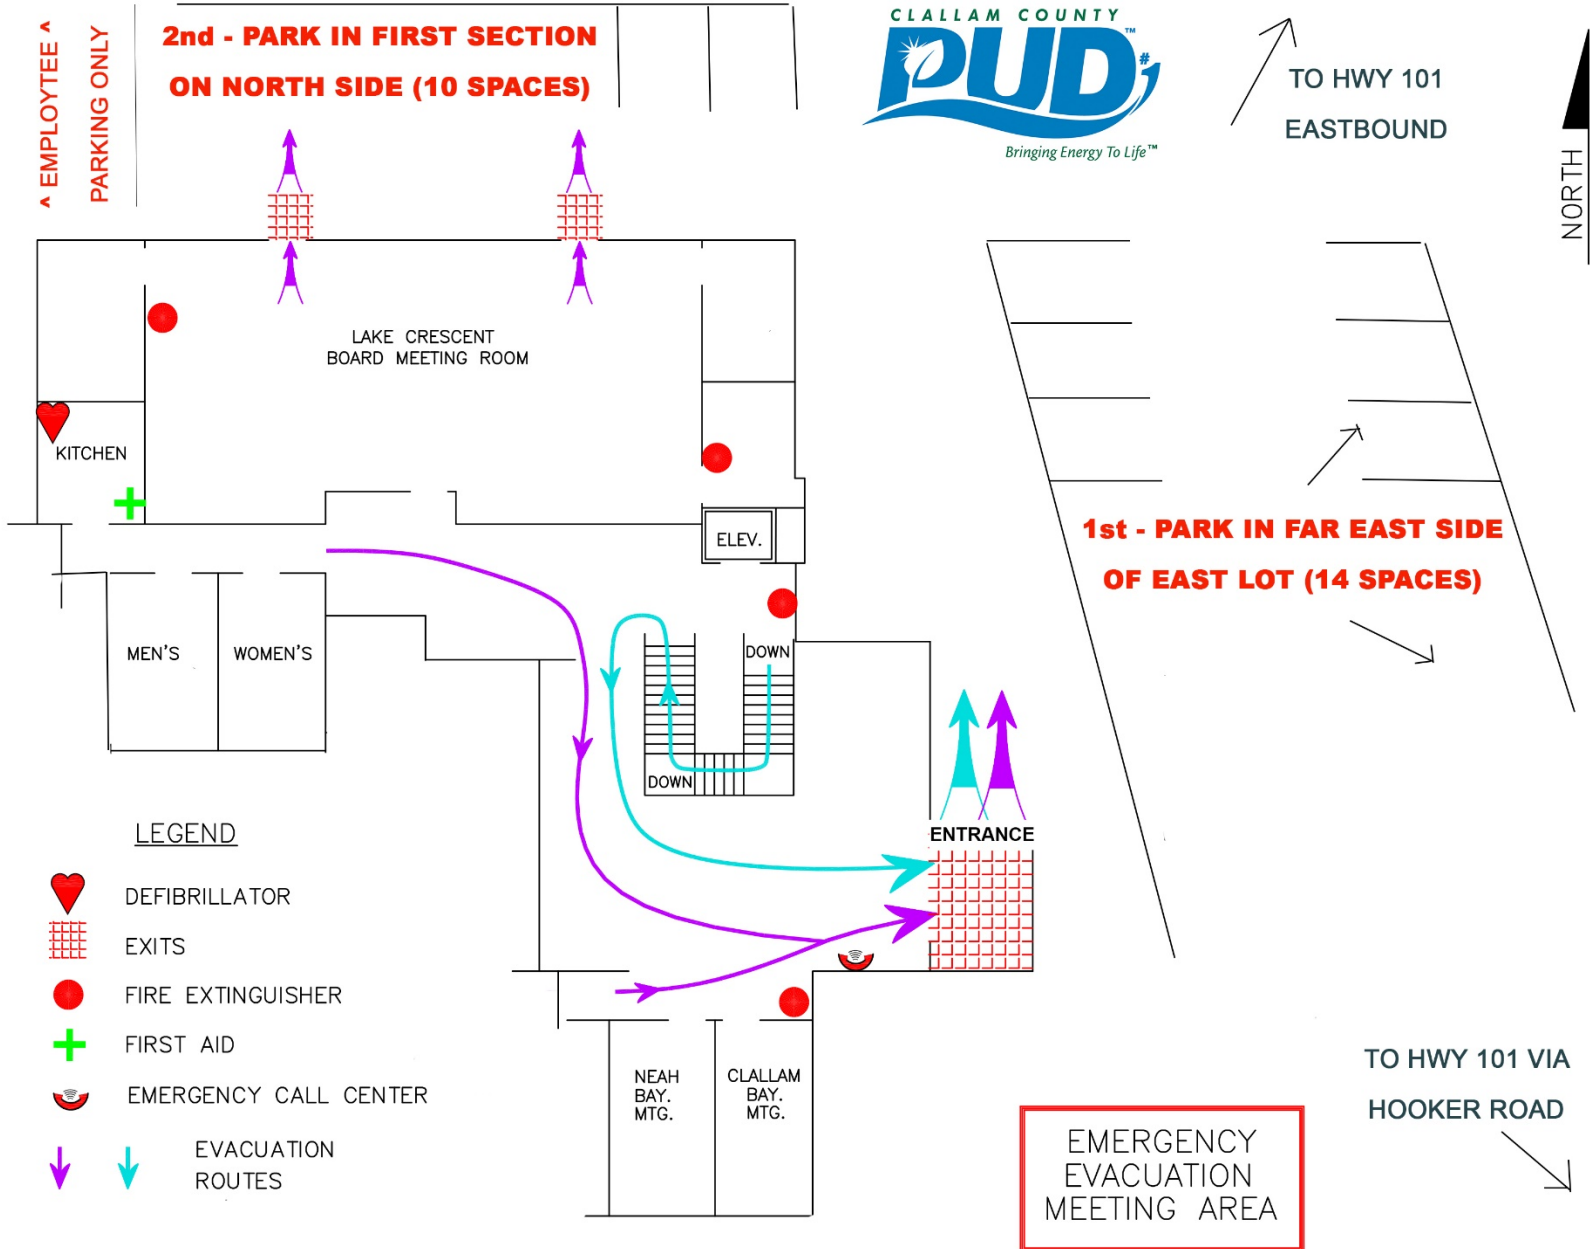 ^ EMPLOYTEE ^
PARKING ONLY
2nd - PARK IN FIRST SECTION
ON NORTH SIDE (10 SPACES)
CLALLAM COUNTY
PUD #1™
Bringing Energy To Life™
TO HWY 101
EASTBOUND
NORTH
LAKE CRESCENT
BOARD MEETING ROOM
KITCHEN
ELEV.
1st - PARK IN FAR EAST SIDE
OF EAST LOT (14 SPACES)
MEN'S
WOMEN'S
DOWN
DOWN
ENTRANCE
LEGEND
DEFIBRILLATOR
EXITS
FIRE EXTINGUISHER
FIRST AID
EMERGENCY CALL CENTER
EVACUATION
ROUTES
NEAH
BAY.
MTG.
CLALLAM
BAY.
MTG.
EMERGENCY
EVACUATION
MEETING AREA
TO HWY 101 VIA
HOOKER ROAD